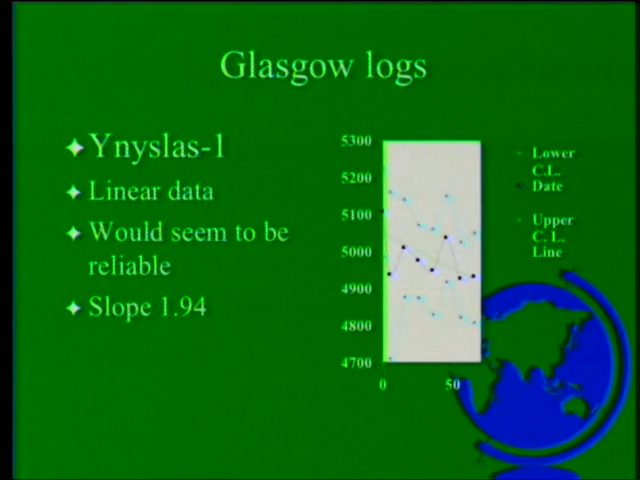 Glasgow logs
Ynyslas-1
Linear data
Would seem to be
reliable
Slope 1.94
5300
5200
5100
5000
4900
4800
4700
0
50
Lower
C.L.
Date
Upper
C.L.
Line